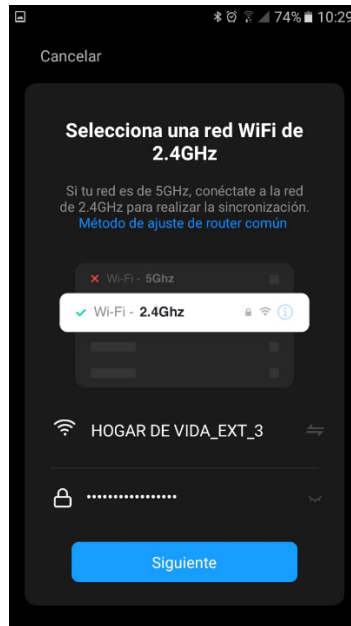 74% 10:29
Cancelar
Selecciona una red WiFi de
2.4GHz
Si tu red es de 5GHz, conéctate a la red
de 2.4GHz para realizar la sincronización.
Método de ajuste de router común
Wi-Fi - 5Ghz
Wi-Fi - 2.4Ghz
HOGAR DE VIDA_EXT_3
•••••••••••••••••
Siguiente